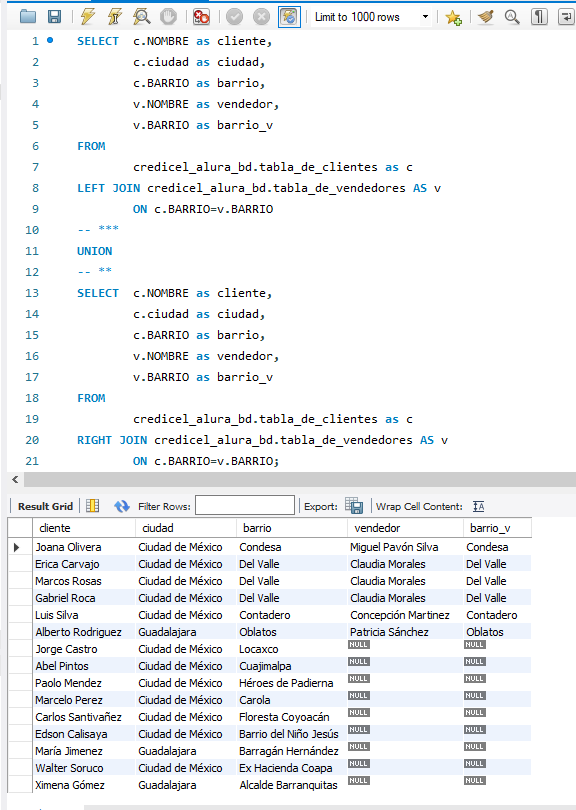 Limit to 1000 rows
1 SELECT c.NOMBRE as cliente,
2 c.ciudad as ciudad,
3 c.BARRIO as barrio,
4 v.NOMBRE as vendedor,
5 v.BARRIO as barrio_v
6 FROM
7 credicel_alura_bd.tabla_de_clientes as c
8 LEFT JOIN credicel_alura_bd.tabla_de_vendedores AS v
9 ON c.BARRIO=v.BARRIO
10 -- ***
11 UNION
12 -- **
13 SELECT c.NOMBRE as cliente,
14 c.ciudad as ciudad,
15 c.BARRIO as barrio,
16 v.NOMBRE as vendedor,
17 v.BARRIO as barrio_v
18 FROM
19 credicel_alura_bd.tabla_de_clientes as c
20 RIGHT JOIN credicel_alura_bd.tabla_de_vendedores AS v
21 ON c.BARRIO=v.BARRIO;
Result Grid Filter Rows: Export: Wrap Cell Content: IA
cliente ciudad barrio vendedor barrio_v
Joana Olivera Ciudad de México Condesa Miguel Pavón Silva Condesa
Erica Carvajo Ciudad de México Del Valle Claudia Morales Del Valle
Marcos Rosas Ciudad de México Del Valle Claudia Morales Del Valle
Gabriel Roca Ciudad de México Del Valle Claudia Morales Del Valle
Luis Silva Ciudad de México Contadero Concepción Martinez Contadero
Alberto Rodriguez Guadalajara Oblatos Patricia Sánchez Oblatos
Jorge Castro Ciudad de México Locaxco NULL NULL
Abel Pintos Ciudad de México Cuajimalpa NULL NULL
Paolo Mendez Ciudad de México Héroes de Padierna NULL NULL
Marcelo Perez Ciudad de México Carola NULL NULL
Carlos Santivañez Ciudad de México Floresta Coyoacán NULL NULL
Edson Calisaya Ciudad de México Barrio del Niño Jesús NULL NULL
María Jimenez Guadalajara Barragán Hernández NULL NULL
Walter Soruco Ciudad de México Ex Hacienda Coapa NULL NULL
Ximena Gómez Guadalajara Alcalde Barranquitas NULL NULL